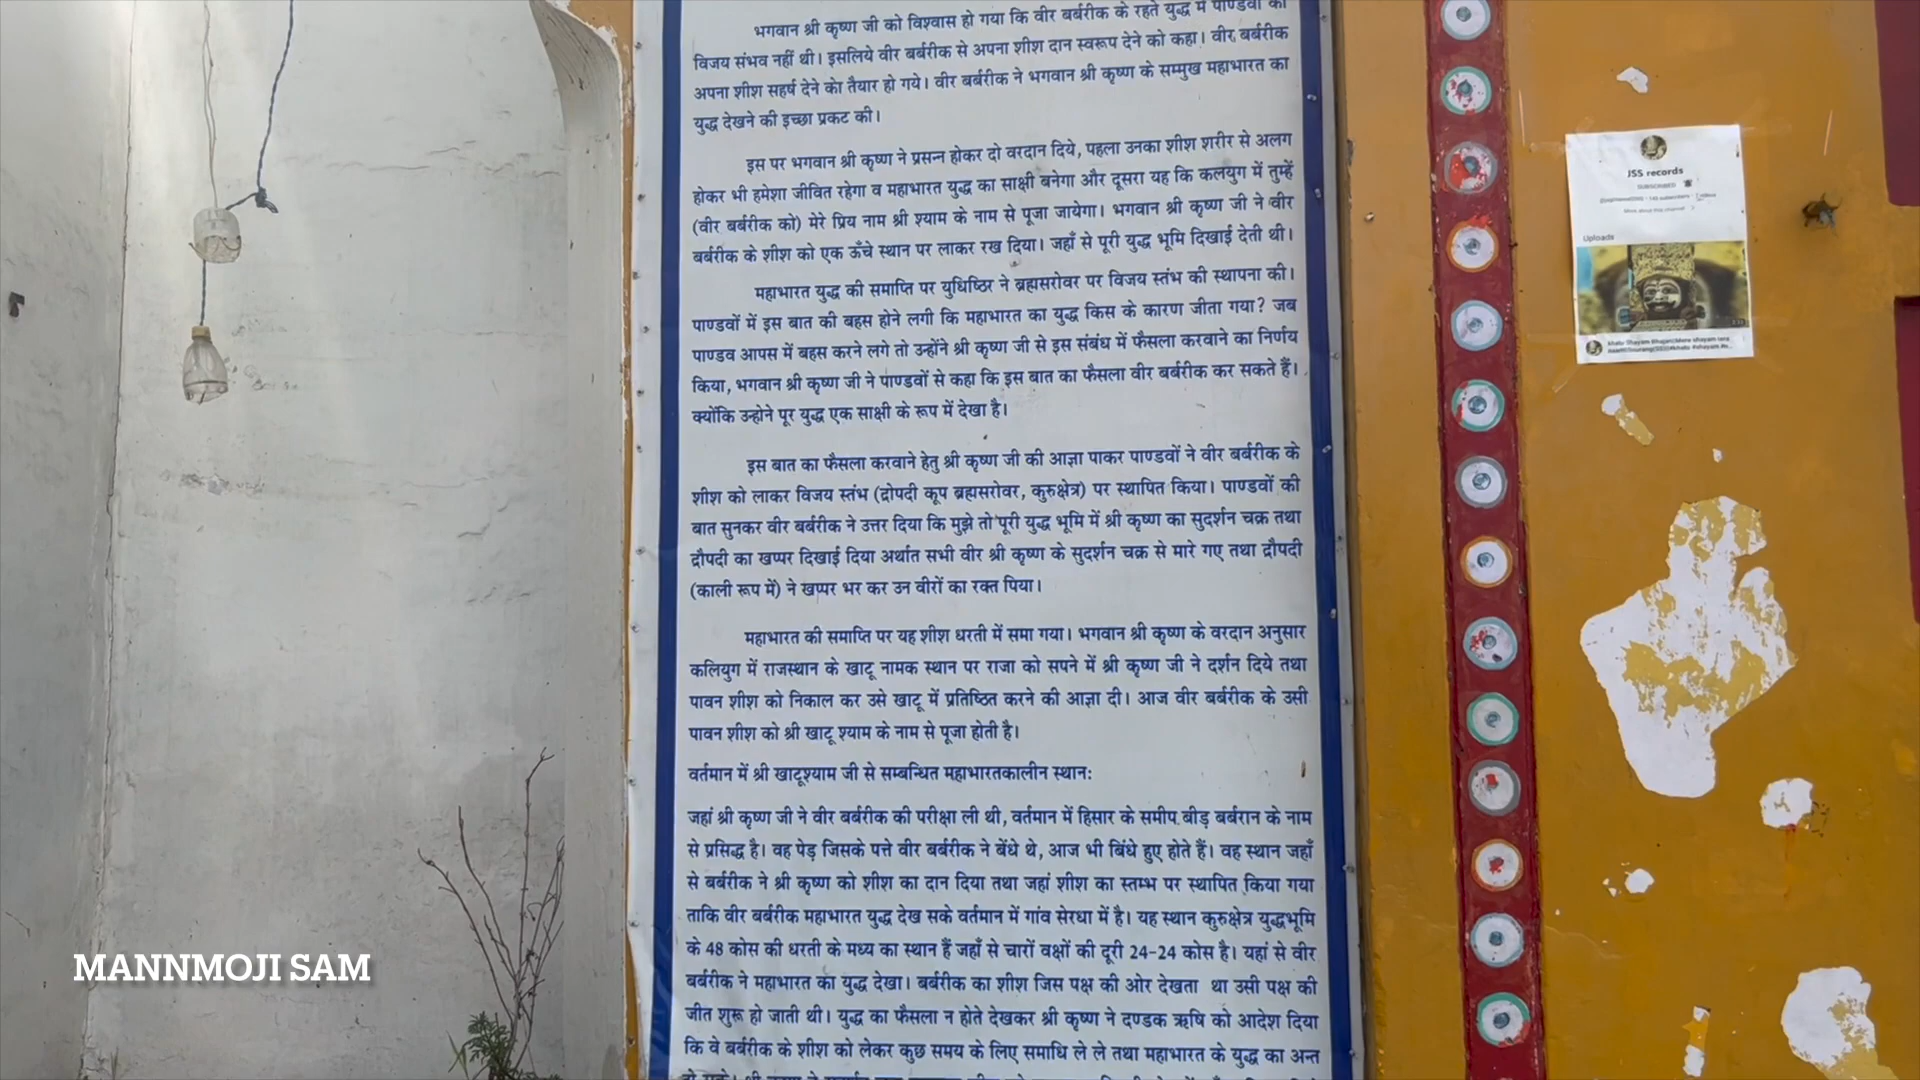 भगवान श्री कृष्ण जी को विश्वास हो गया कि वीर बर्बरीक के रहते युद्ध में पाण्डवों की
विजय संभव नहीं थी। इसलिये वीर बर्बरीक से अपना शीश दान स्वरूप देने को कहा। वीर बर्बरीक
अपना शीश सहर्ष देने को तैयार हो गये। वीर बर्बरीक ने भगवान श्री कृष्ण के सम्मुख महाभारत का
युद्ध देखने की इच्छा प्रकट की।
इस पर भगवान श्री कृष्ण ने प्रसन्न होकर दो वरदान दिये, पहला उनका शीश शरीर से अलग
होकर भी हमेशा जीवित रहेगा व महाभारत युद्ध का साक्षी बनेगा और दूसरा यह कि कलयुग में तुम्हें
(वीर बर्बरीक को) मेरे प्रिय नाम श्री श्याम के नाम से पूजा जायेगा। भगवान श्री कृष्ण जी ने वीर
बर्बरीक के शीश को एक ऊँचे स्थान पर लाकर रख दिया। जहाँ से पूरी युद्ध भूमि दिखाई देती थी।
महाभारत युद्ध की समाप्ति पर युधिष्ठिर ने ब्रह्मसरोवर पर विजय स्तंभ की स्थापना की।
पाण्डवों में इस बात की बहस होने लगी कि महाभारत का युद्ध किस के कारण जीता गया? जब
पाण्डव आपस में बहस करने लगे तो उन्होंने श्री कृष्ण जी से इस संबंध में फैसला करवाने का निर्णय
किया, भगवान श्री कृष्ण जी ने पाण्डवों से कहा कि इस बात का फैसला वीर बर्बरीक कर सकते हैं।
क्योंकि उन्होने पूर युद्ध एक साक्षी के रूप में देखा है।
इस बात का फैसला करवाने हेतु श्री कृष्ण जी की आज्ञा पाकर पाण्डवों ने वीर बर्बरीक के
शीश को लाकर विजय स्तंभ (द्रोपदी कूप ब्रह्मसरोवर, कुरुक्षेत्र) पर स्थापित किया। पाण्डवों की
बात सुनकर वीर बर्बरीक ने उत्तर दिया कि मुझे तो पूरी युद्ध भूमि में श्री कृष्ण का सुदर्शन चक्र तथा
द्रौपदी का खप्पर दिखाई दिया अर्थात सभी वीर श्री कृष्ण के सुदर्शन चक्र से मारे गए तथा द्रौपदी
(काली रूप में) ने खप्पर भर कर उन वीरों का रक्त पिया।
महाभारत की समाप्ति पर यह शीश धरती में समा गया। भगवान श्री कृष्ण के वरदान अनुसार
कलियुग में राजस्थान के खाटू नामक स्थान पर राजा को सपने में श्री कृष्ण जी ने दर्शन दिये तथा
पावन शीश को निकाल कर उसे खाटू में प्रतिष्ठित करने की आज्ञा दी। आज वीर बर्बरीक के उसी
पावन शीश को श्री खाटू श्याम के नाम से पूजा होती है।
वर्तमान में श्री खाटूश्याम जी से सम्बन्धित महाभारतकालीन स्थान:
जहां श्री कृष्ण जी ने वीर बर्बरीक की परीक्षा ली थी, वर्तमान में हिसार के समीप बीड़ बर्बरान के नाम
से प्रसिद्ध है। वह पेड़ जिसके पत्ते वीर बर्बरीक ने बेंधे थे, आज भी बिंधे हुए होते हैं। वह स्थान जहाँ
से बर्बरीक ने श्री कृष्ण को शीश का दान दिया तथा जहां शीश का स्तम्भ पर स्थापित किया गया
ताकि वीर बर्बरीक महाभारत युद्ध देख सके वर्तमान में गांव सेरधा में है। यह स्थान कुरुक्षेत्र युद्धभूमि
के 48 कोस की धरती के मध्य का स्थान हैं जहाँ से चारों वक्षों की दूरी 24-24 कोस है। यहां से वीर
बर्बरीक ने महाभारत का युद्ध देखा। बर्बरीक का शीश जिस पक्ष की ओर देखता था उसी पक्ष की
जीत शुरू हो जाती थी। युद्ध का फैसला न होते देखकर श्री कृष्ण ने दण्डक ऋषि को आदेश दिया
कि वे बर्बरीक के शीश को लेकर कुछ समय के लिए समाधि ले ले तथा महाभारत के युद्ध का अन्त
JSS records
SUBSCRIBED
More about this channel
Uploads
MANNMOJI SAM